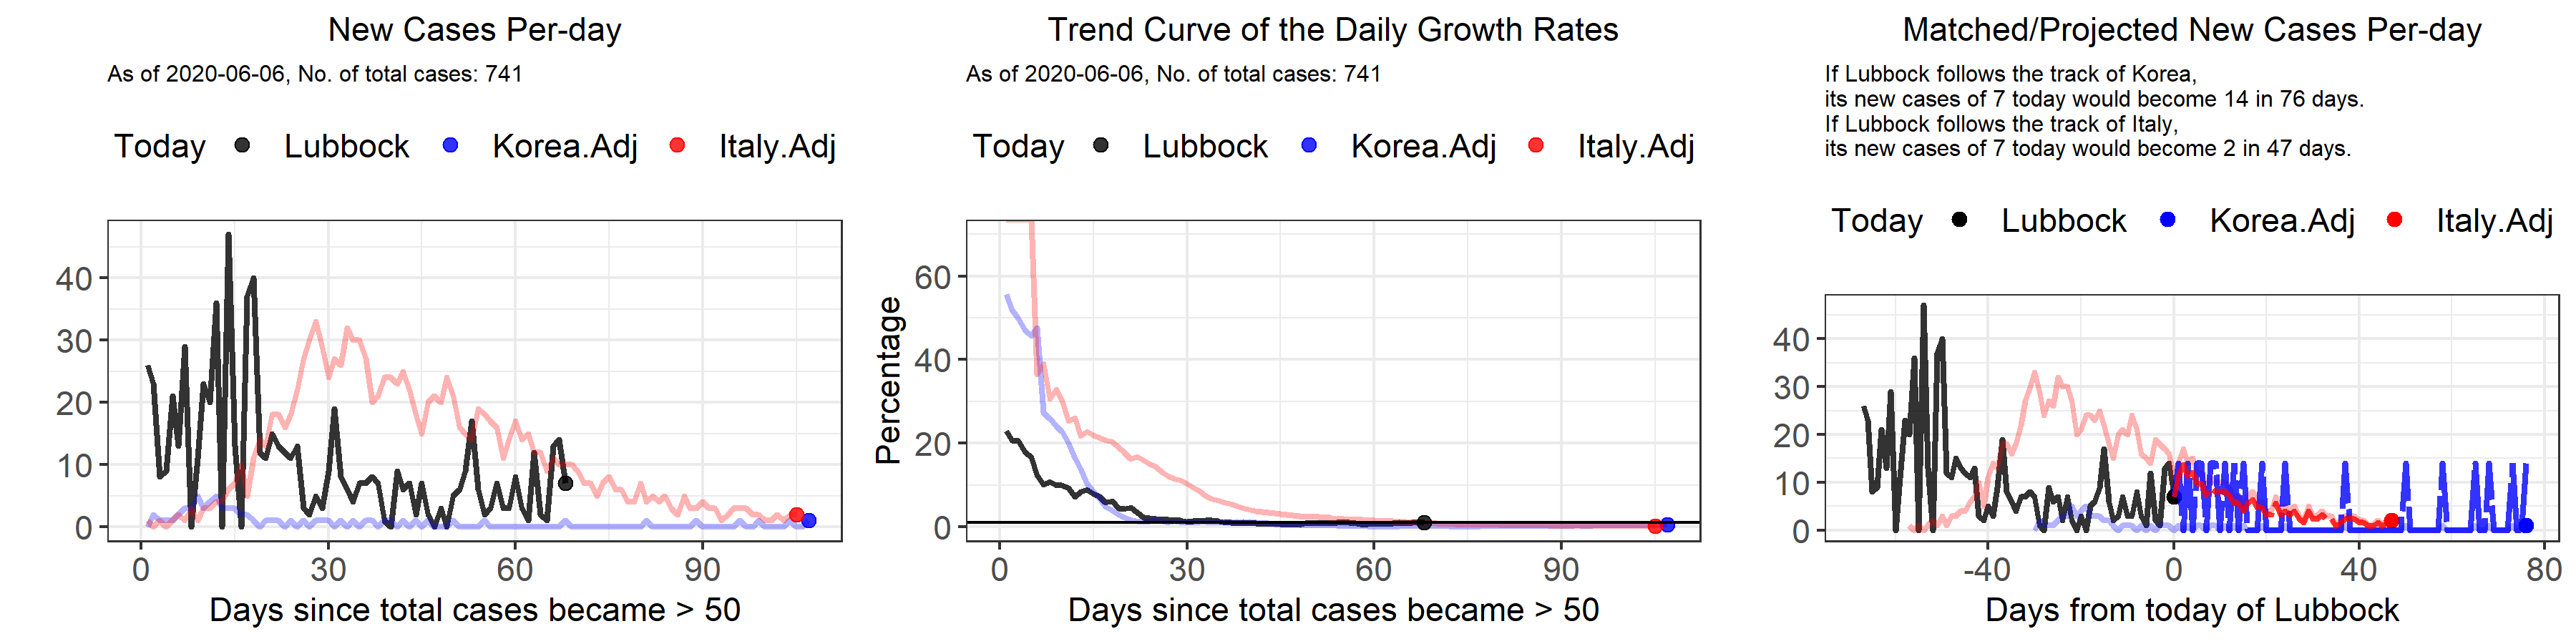 New Cases Per-day
As of 2020-06-06, No. of total cases: 741
Today Lubbock Korea.Adj Italy.Adj
40
30
20
10
0
0 30 60 90
Days since total cases became > 50
Trend Curve of the Daily Growth Rates
As of 2020-06-06, No. of total cases: 741
Today Lubbock Korea.Adj Italy.Adj
Percentage
60
40
20
0
0 30 60 90
Days since total cases became > 50
Matched/Projected New Cases Per-day
If Lubbock follows the track of Korea,
its new cases of 7 today would become 14 in 76 days.
If Lubbock follows the track of Italy,
its new cases of 7 today would become 2 in 47 days.
Today Lubbock Korea.Adj Italy.Adj
40
30
20
10
0
-40 0 40 80
Days from today of Lubbock